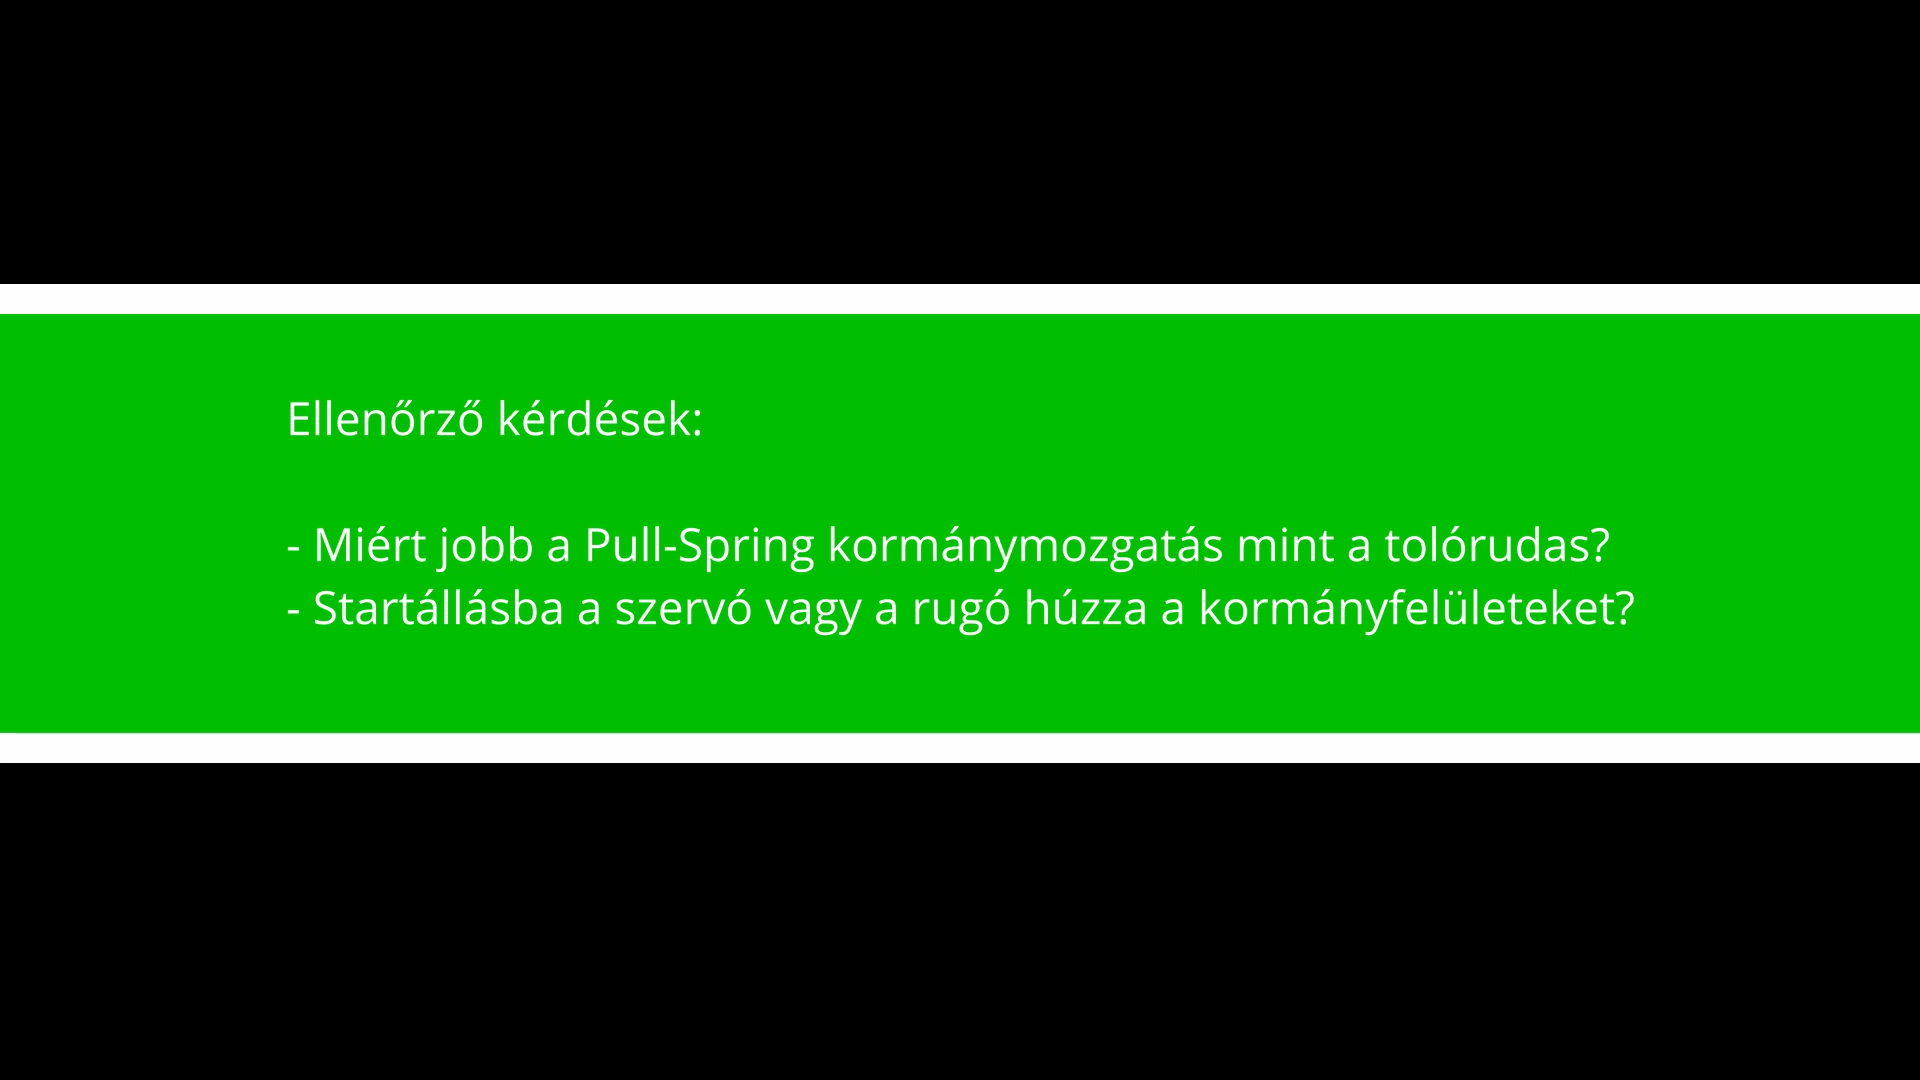 Ellenőrző kérdések:
- Miért jobb a Pull-Spring kormánymozgatás mint a tolórudas?
- Startállásba a szervó vagy a rugó húzza a kormányfelületeket?